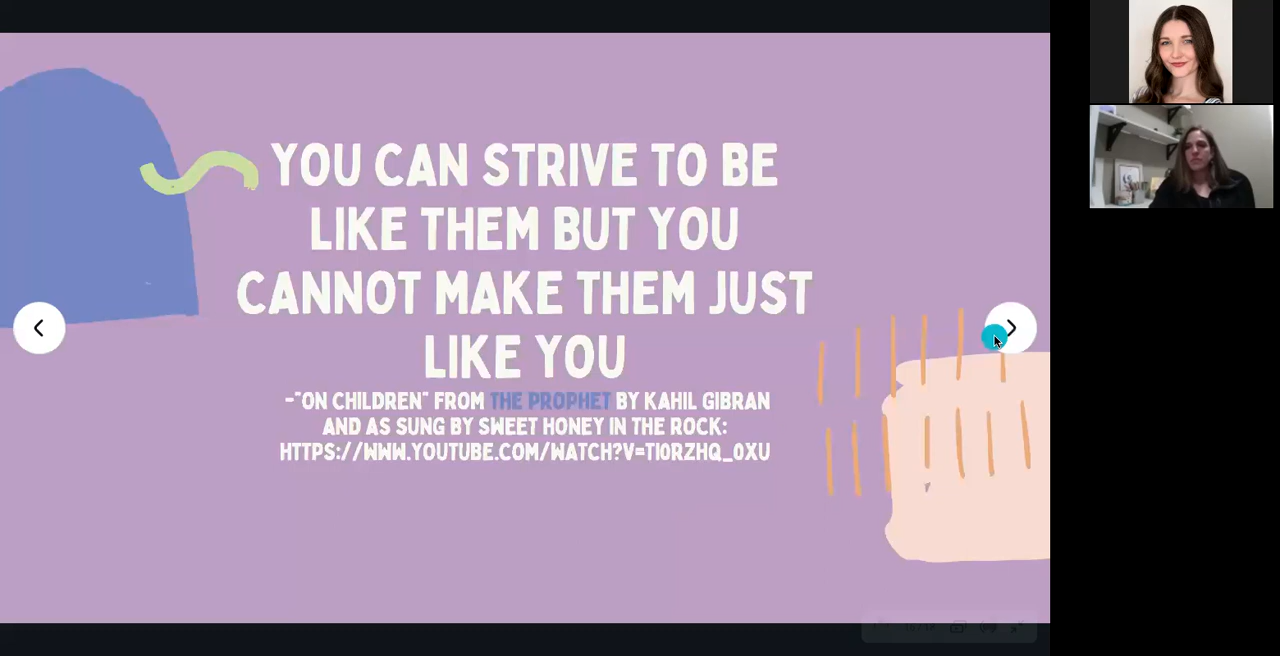 YOU CAN STRIVE TO BE
LIKE THEM BUT YOU
CANNOT MAKE THEM JUST
LIKE YOU
-"ON CHILDREN" FROM THE PROPHET BY KAHIL GIBRAN
AND AS SUNG BY SWEET HONEY IN THE ROCK:
HTTPS://WWW.YOUTUBE.COM/WATCH?V=TI0RZHQ_0XU